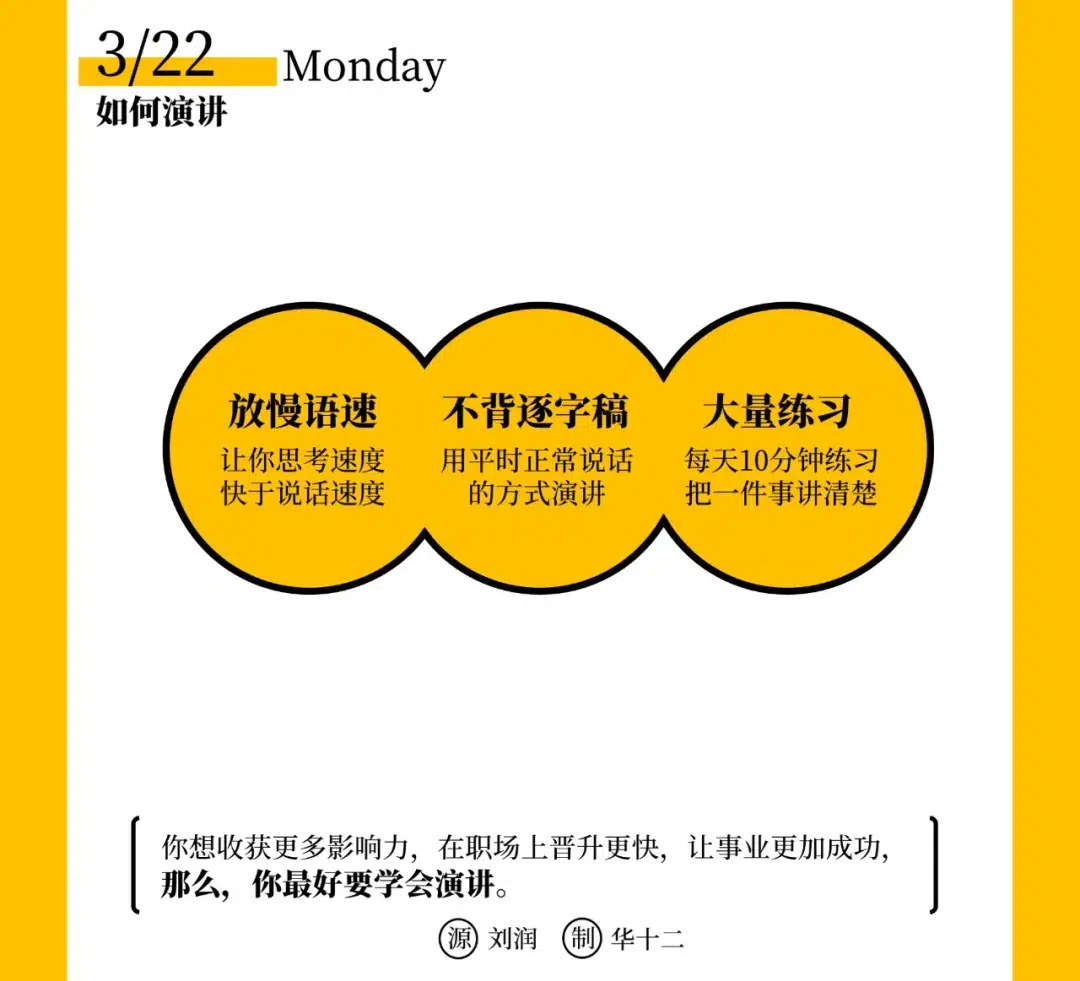 3/22 Monday
如何演讲
放慢语速
让你思考速度
快于说话速度
不背逐字稿
用平时正常说话
的方式演讲
大量练习
每天10分钟练习
把一件事讲清楚
你想收获更多影响力，在职场上晋升更快，让事业更加成功，
那么，你最好要学会演讲。
源 刘润 制 华十二